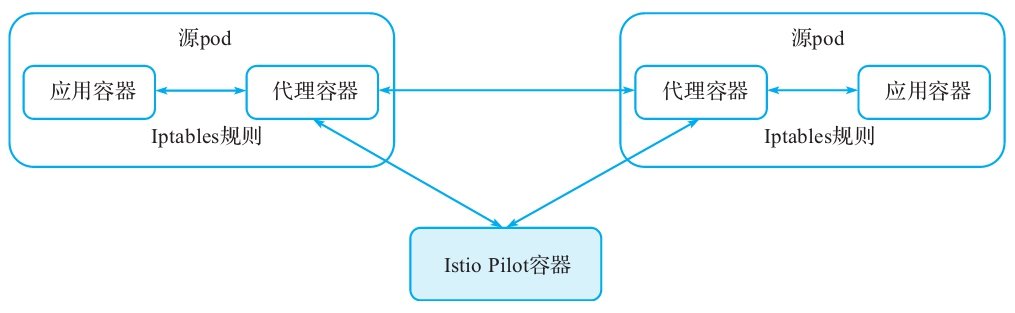 源pod
源pod
应用容器
代理容器
代理容器
应用容器
Iptables规则
Iptables规则
Istio Pilot容器